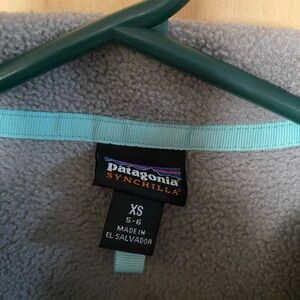 patagonia®
SYNCHILLA®
XS
5-6
MADE IN
EL SALVADOR